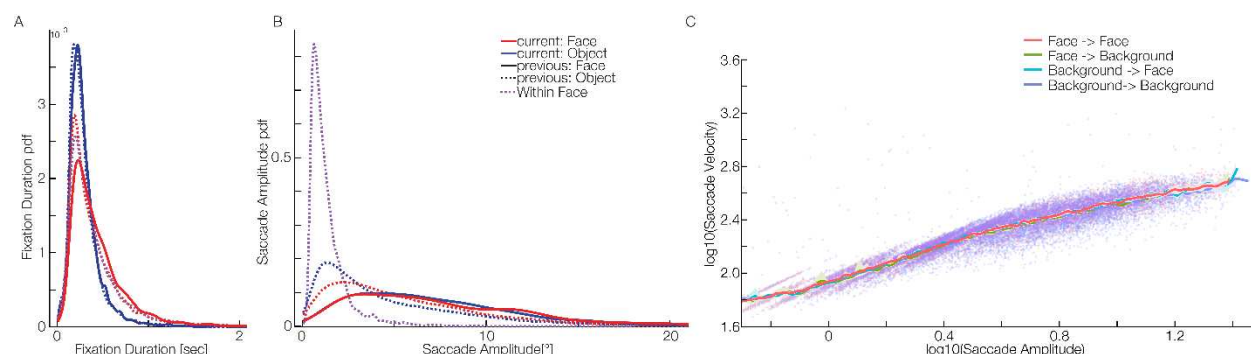 A
10 3
Fixation Duration pdf
3
2
1
0
0
2
Fixation Duration [sec]
B
current: Face
current: Object
previous: Face
previous: Object
Within Face
Saccade Amplitude pdf
0.5
0
0
10
20
Saccade Amplitude[°]
C
Face -> Face
Face -> Background
Background -> Face
Background-> Background
log10(Saccade Velocity)
3.6
3.2
2.8
2.4
2.0
1.6
0
0.4
0.8
1.2
log10(Saccade Amplitude)